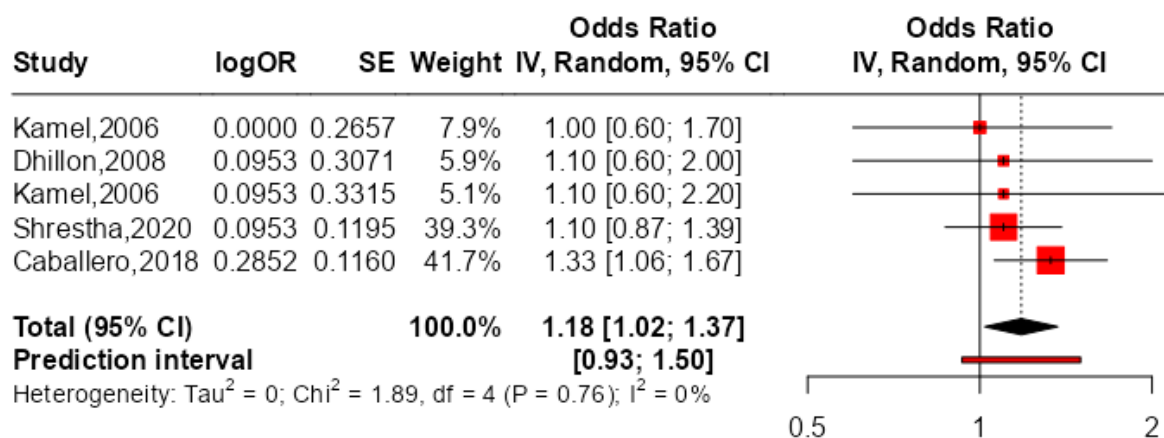 Odds Ratio Odds Ratio
Study logOR SE Weight IV, Random, 95% CI IV, Random, 95% CI
Kamel,2006 0.0000 0.2657 7.9% 1.00 [0.60; 1.70]
Dhillon,2008 0.0953 0.3071 5.9% 1.10 [0.60; 2.00]
Kamel,2006 0.0953 0.3315 5.1% 1.10 [0.60; 2.20]
Shrestha,2020 0.0953 0.1195 39.3% 1.10 [0.87; 1.39]
Caballero,2018 0.2852 0.1160 41.7% 1.33 [1.06; 1.67]
Total (95% CI) 100.0% 1.18 [1.02; 1.37]
Prediction interval [0.93; 1.50]
Heterogeneity: Tau² = 0; Chi² = 1.89, df = 4 (P = 0.76); I² = 0%
0.5 1 2